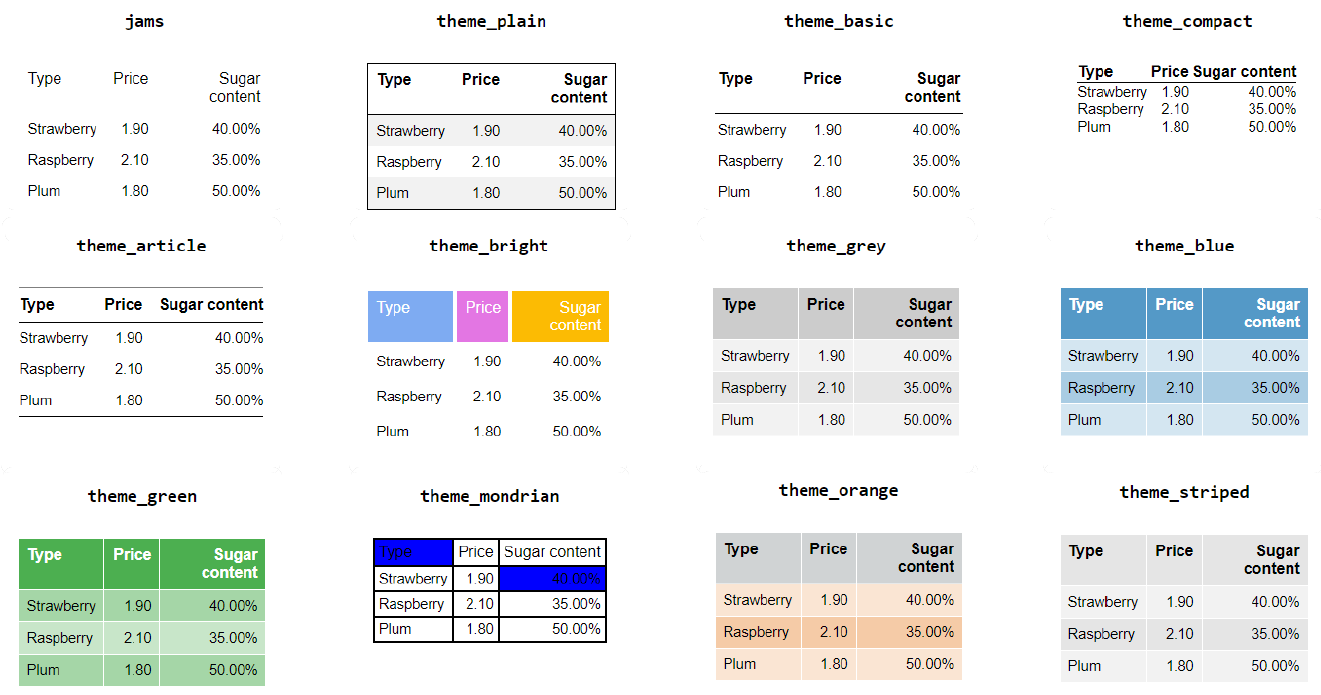 jams
theme_plain
theme_basic
theme_compact
Type Price Sugar
content
Strawberry 1.90 40.00%
Raspberry 2.10 35.00%
Plum 1.80 50.00%
Type Price Sugar
content
Strawberry 1.90 40.00%
Raspberry 2.10 35.00%
Plum 1.80 50.00%
Type Price Sugar
content
Strawberry 1.90 40.00%
Raspberry 2.10 35.00%
Plum 1.80 50.00%
Type Price Sugar content
Strawberry 1.90 40.00%
Raspberry 2.10 35.00%
Plum 1.80 50.00%
theme_article
theme_bright
theme_grey
theme_blue
Type Price Sugar content
Strawberry 1.90 40.00%
Raspberry 2.10 35.00%
Plum 1.80 50.00%
Type Price Sugar
content
Strawberry 1.90 40.00%
Raspberry 2.10 35.00%
Plum 1.80 50.00%
Type Price Sugar
content
Strawberry 1.90 40.00%
Raspberry 2.10 35.00%
Plum 1.80 50.00%
Type Price Sugar
content
Strawberry 1.90 40.00%
Raspberry 2.10 35.00%
Plum 1.80 50.00%
theme_green
theme_mondrian
theme_orange
theme_striped
Type Price Sugar
content
Strawberry 1.90 40.00%
Raspberry 2.10 35.00%
Plum 1.80 50.00%
Type Price Sugar content
Strawberry 1.90 40.00%
Raspberry 2.10 35.00%
Plum 1.80 50.00%
Type Price Sugar
content
Strawberry 1.90 40.00%
Raspberry 2.10 35.00%
Plum 1.80 50.00%
Type Price Sugar
content
Strawberry 1.90 40.00%
Raspberry 2.10 35.00%
Plum 1.80 50.00%